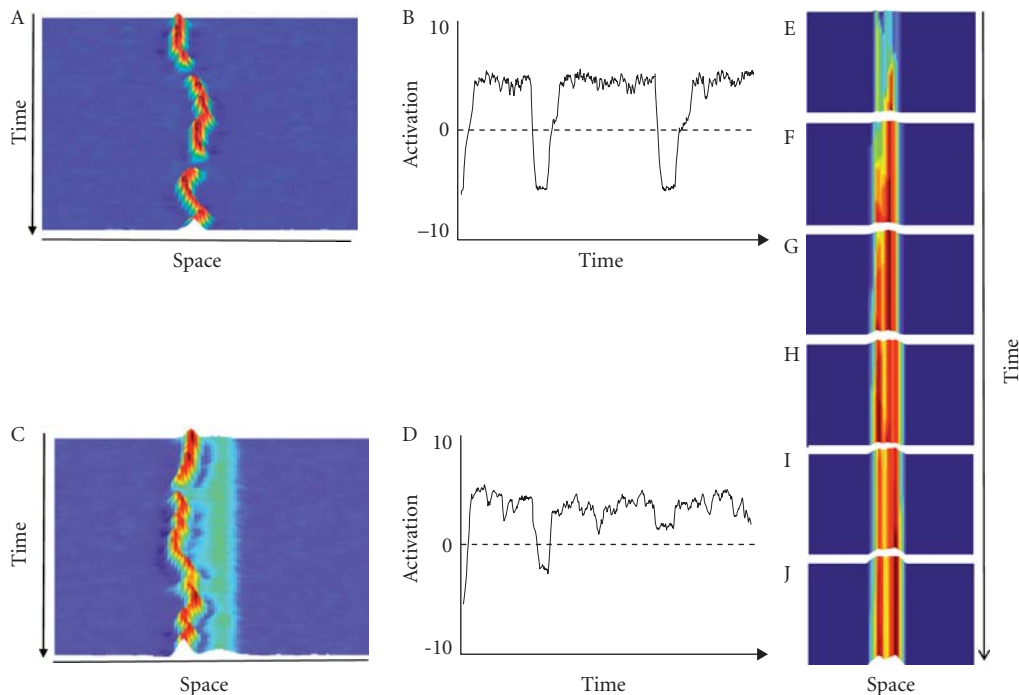 A
Time
Space
B
10
Activation
0
–10
Time
C
Time
Space
D
10
Activation
0
-10
Time
E
F
G
H
I
J
Time
Space